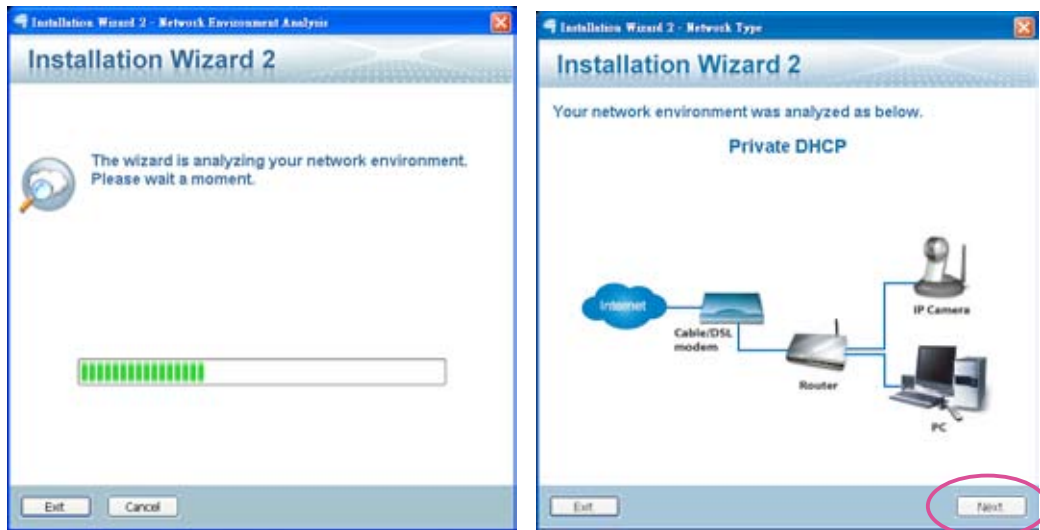 Installation Wizard 2 - Network Environment Analysis
Installation Wizard 2
The wizard is analyzing your network environment.
Please wait a moment.
Exit
Cancel
Installation Wizard 2 - Network Type
Installation Wizard 2
Your network environment was analyzed as below.
Private DHCP
Internet
Cable/DSL
modem
Router
IP Camera
PC
Exit
Next